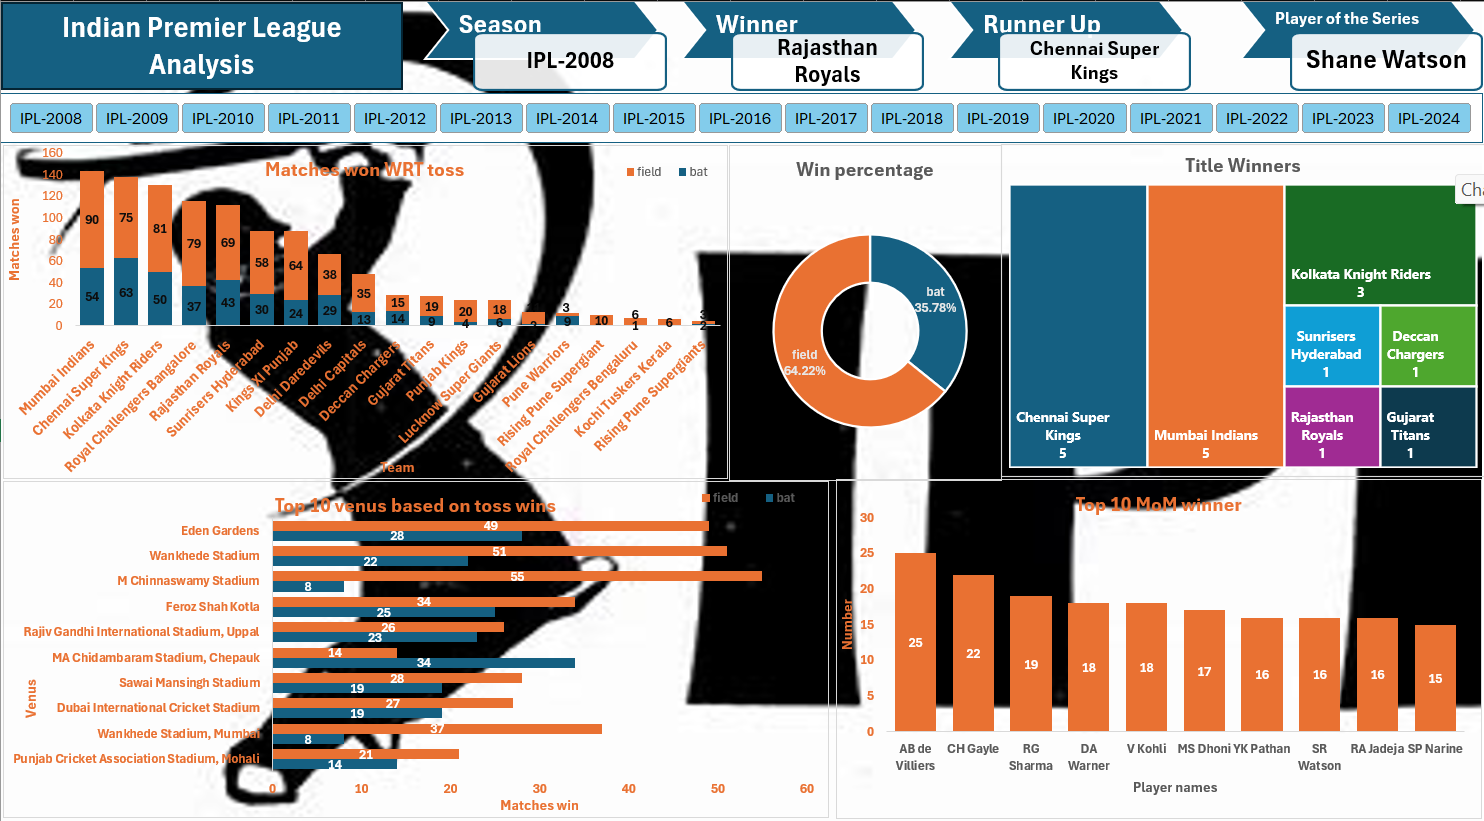 Indian Premier League
Analysis
Season
IPL-2008
Winner
Rajasthan
Royals
Runner Up
Chennai Super
Kings
Player of the Series
Shane Watson
IPL-2008 IPL-2009 IPL-2010 IPL-2011 IPL-2012 IPL-2013 IPL-2014 IPL-2015 IPL-2016 IPL-2017 IPL-2018 IPL-2019 IPL-2020 IPL-2021 IPL-2022 IPL-2023 IPL-2024
Matches won WRT toss
field bat
Matches won
160
140
120
100
80
60
40
20
0
90 75 81 79 69 58 64 38 35 15 19 20 18 3 10 6 6 3
54 63 50 37 43 30 24 29 13 14 9 4 6 3 9 1 2
Mumbai Indians
Chennai Super Kings
Kolkata Knight Riders
Royal Challengers Bangalore
Rajasthan Royals
Sunrisers Hyderabad
Kings XI Punjab
Delhi Daredevils
Delhi Capitals
Deccan Chargers
Gujarat Titans
Punjab Kings
Lucknow Super Giants
Gujarat Lions
Pune Warriors
Rising Pune Supergiant
Royal Challengers Bengaluru
Kochi Tuskers Kerala
Rising Pune Supergiants
Team
Win percentage
bat
35.78%
field
64.22%
Title Winners
Cha
Chennai Super
Kings
5
Mumbai Indians
5
Kolkata Knight Riders
3
Sunrisers
Hyderabad
1
Deccan
Chargers
1
Rajasthan
Royals
1
Gujarat
Titans
1
Top 10 venus based on toss wins
field bat
Venus
Eden Gardens
49
28
Wankhede Stadium
51
22
M Chinnaswamy Stadium
55
8
Feroz Shah Kotla
34
25
Rajiv Gandhi International Stadium, Uppal
26
23
MA Chidambaram Stadium, Chepauk
14
34
Sawai Mansingh Stadium
28
19
Dubai International Cricket Stadium
27
19
Wankhede Stadium, Mumbai
37
8
Punjab Cricket Association Stadium, Mohali
21
14
0 10 20 30 40 50 60
Matches win
Top 10 MoM winner
Number
30
25
20
15
10
5
0
25 22 19 18 18 17 16 16 16 15
AB de
Villiers
CH Gayle
RG
Sharma
DA
Warner
V Kohli
MS Dhoni
YK Pathan
SR
Watson
RA Jadeja
SP Narine
Player names